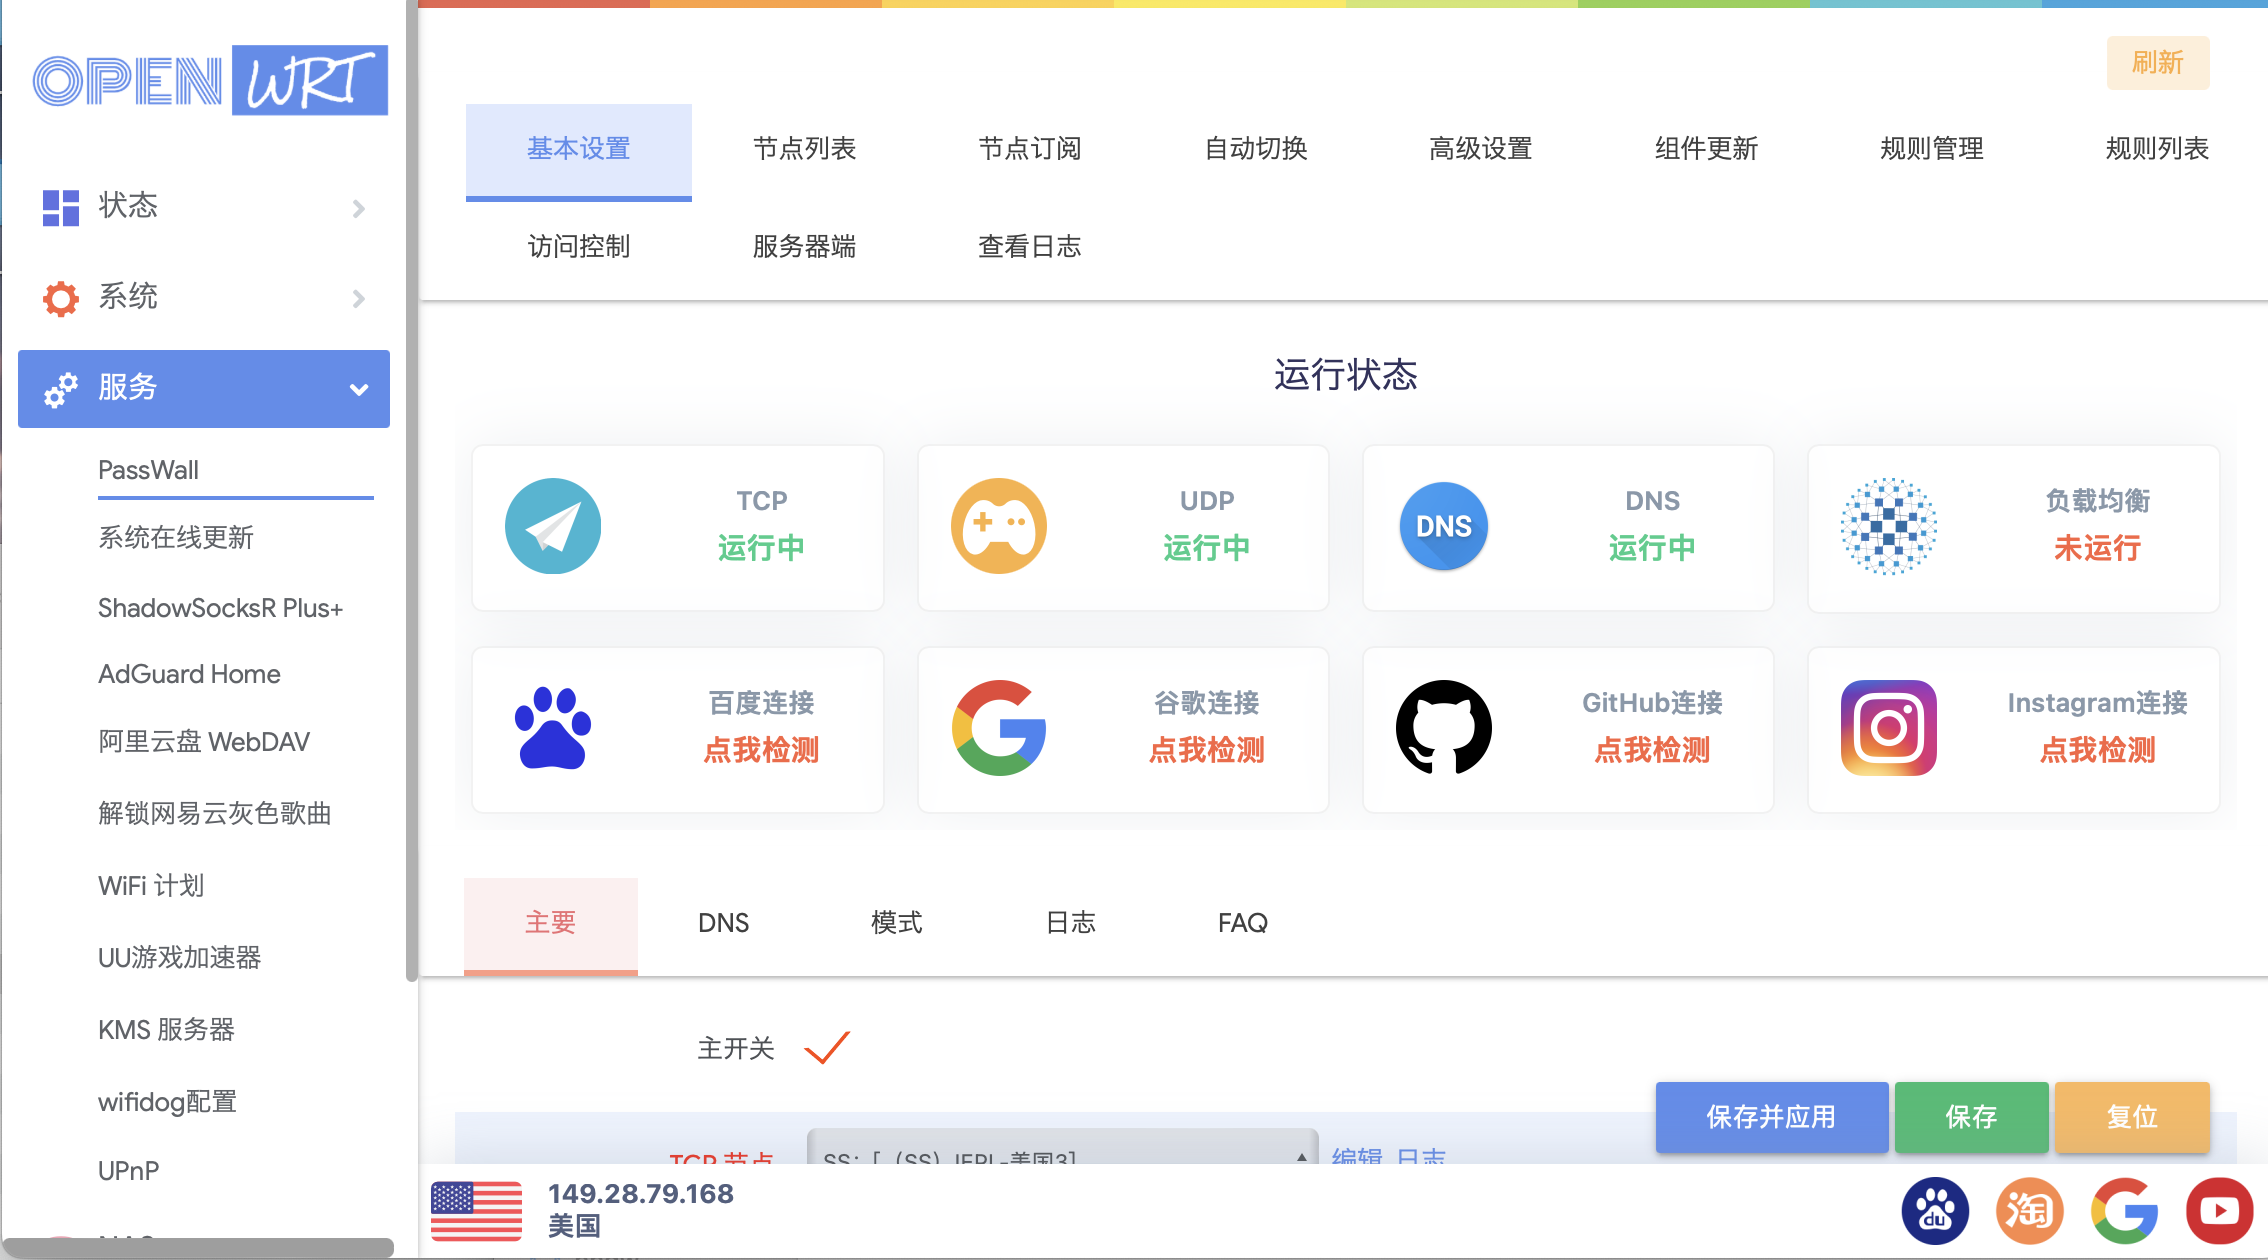 OPENWRT
刷新
基本设置
节点列表
节点订阅
自动切换
高级设置
组件更新
规则管理
规则列表
访问控制
服务器端
查看日志
状态
系统
服务
PassWall
系统在线更新
ShadowSocksR Plus+
AdGuard Home
阿里云盘 WebDAV
解锁网易云灰色歌曲
WiFi 计划
UU游戏加速器
KMS 服务器
wifidog配置
UPnP
运行状态
TCP
运行中
UDP
运行中
DNS
DNS
运行中
负载均衡
未运行
百度连接
点我检测
谷歌连接
点我检测
GitHub连接
点我检测
Instagram连接
点我检测
主要
DNS
模式
日志
FAQ
主开关
保存并应用
保存
复位
TCP 节点
SS：[（SS）IEPL-美国3]
编辑 日志
149.28.79.168
美国
du
淘